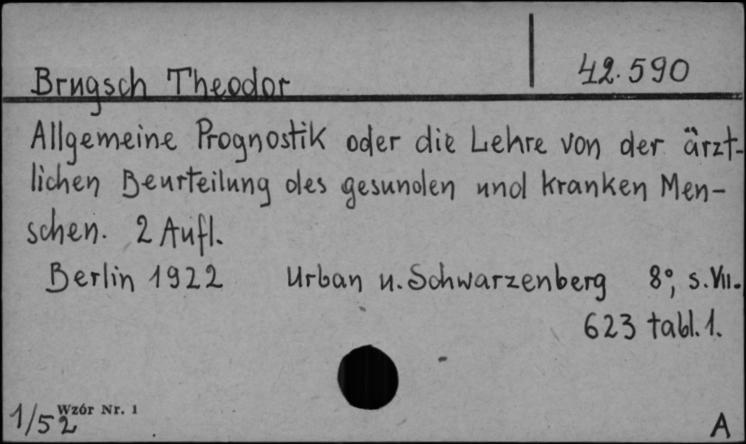 Brugsch Theodor 42.590
Allgemeine Prognostik oder die Lehre von der ärzt-
lichen Beurteilung des gesunden und kranken Men-
schen. 2 Aufl.
Berlin 1922 Urban u. Schwarzenberg 8°, s. VII.
623 tabl. 1.
1/52 Wzór Nr. 1 A